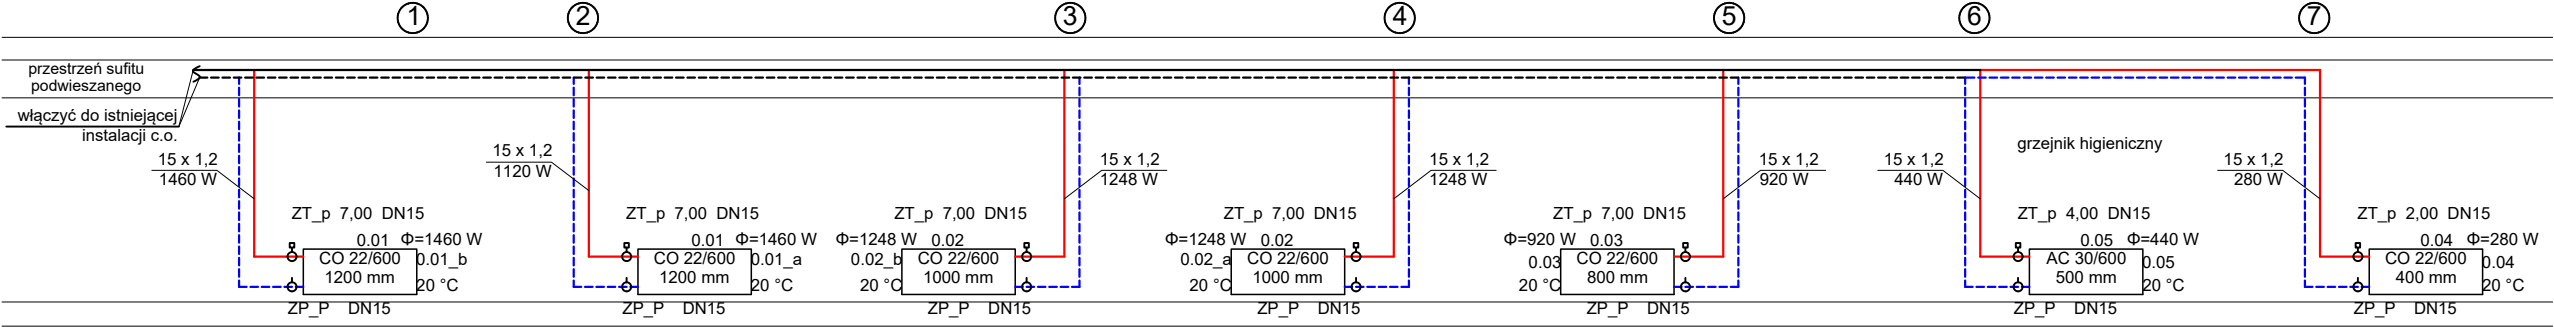 1 2 3 4 5 6 7
przestrzeń sufitu
podwieszanego
włączyć do istniejącej
instalacji c.o.
15 x 1,2
1460 W
ZT_p 7,00 DN15
0.01 Φ=1460 W
CO 22/600 0.01_b
1200 mm 20 °C
ZP_P DN15
15 x 1,2
1120 W
ZT_p 7,00 DN15
0.01 Φ=1460 W
CO 22/600 0.01_a
1200 mm 20 °C
ZP_P DN15
15 x 1,2
1248 W
ZT_p 7,00 DN15
Φ=1248 W 0.02
0.02_b CO 22/600
20 °C 1000 mm
ZP_P DN15
15 x 1,2
1248 W
ZT_p 7,00 DN15
Φ=1248 W 0.02
0.02_a CO 22/600
20 °C 1000 mm
ZP_P DN15
15 x 1,2
920 W
ZT_p 7,00 DN15
Φ=920 W 0.03
0.03 CO 22/600
20 °C 800 mm
ZP_P DN15
grzejnik higieniczny
15 x 1,2
440 W
ZT_p 4,00 DN15
0.05 Φ=440 W
AC 30/600 0.05
500 mm 20 °C
ZP_P DN15
15 x 1,2
280 W
ZT_p 2,00 DN15
0.04 Φ=280 W
CO 22/600 0.04
400 mm 20 °C
ZP_P DN15